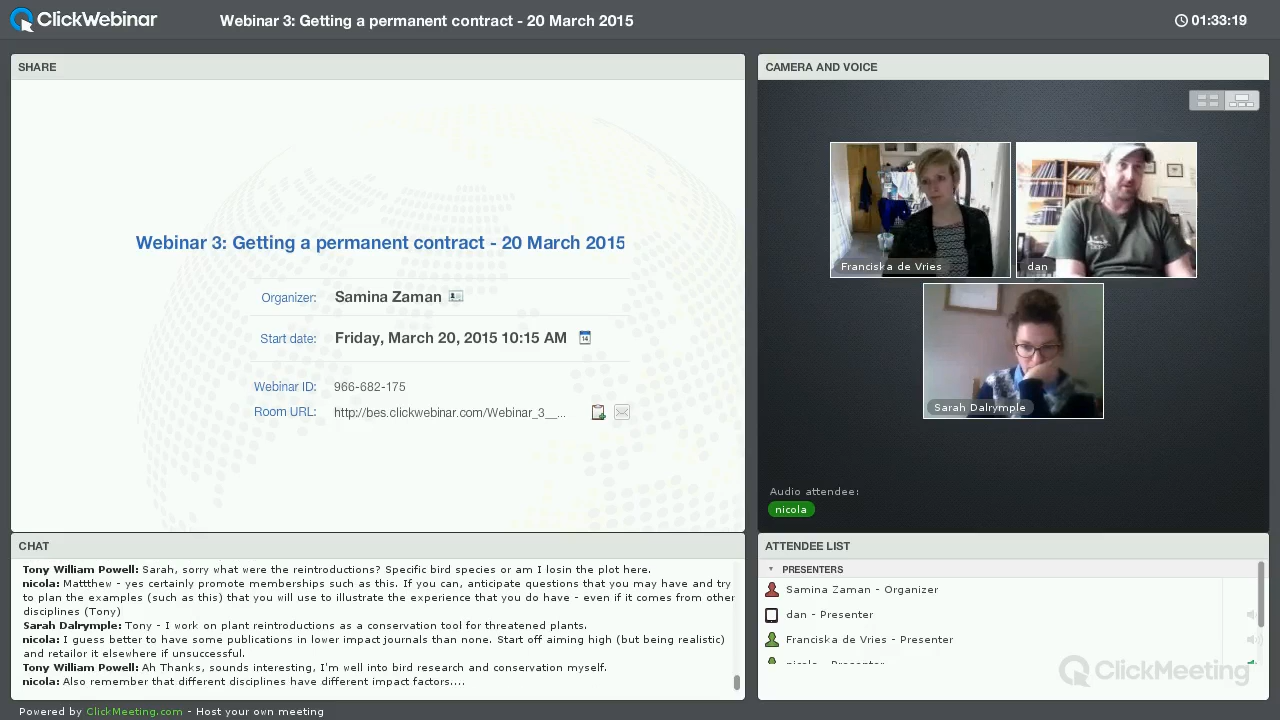 ClickWebinar
Webinar 3: Getting a permanent contract - 20 March 2015
01:33:19
SHARE
Webinar 3: Getting a permanent contract - 20 March 2015
Organizer: Samina Zaman
Start date: Friday, March 20, 2015 10:15 AM
14
Webinar ID: 966-682-175
Room URL: http://bes.clickwebinar.com/Webinar_3__...
CAMERA AND VOICE
Franciska de Vries
dan
Sarah Dalrymple
Audio attendee:
nicola
CHAT
Tony William Powell: Sarah, sorry what were the reintroductions? Specific bird species or am I losin the plot here.
nicola: Mattthew - yes certainly promote memberships such as this. If you can, anticipate questions that you may have and try
to plan the examples (such as this) that you will use to illustrate the experience that you do have - even if it comes from other
disciplines (Tony)
Sarah Dalrymple: Tony - I work on plant reintroductions as a conservation tool for threatened plants.
nicola: I guess better to have some publications in lower impact journals than none. Start off aiming high (but being realistic)
and retailor it elsewhere if unsuccessful.
Tony William Powell: Ah Thanks, sounds interesting, I'm well into bird research and conservation myself.
nicola: Also remember that different disciplines have different impact factors....
ATTENDEE LIST
PRESENTERS
Samina Zaman - Organizer
dan - Presenter
Franciska de Vries - Presenter
nicola - Presenter
ClickMeeting
Powered by ClickMeeting.com - Host your own meeting